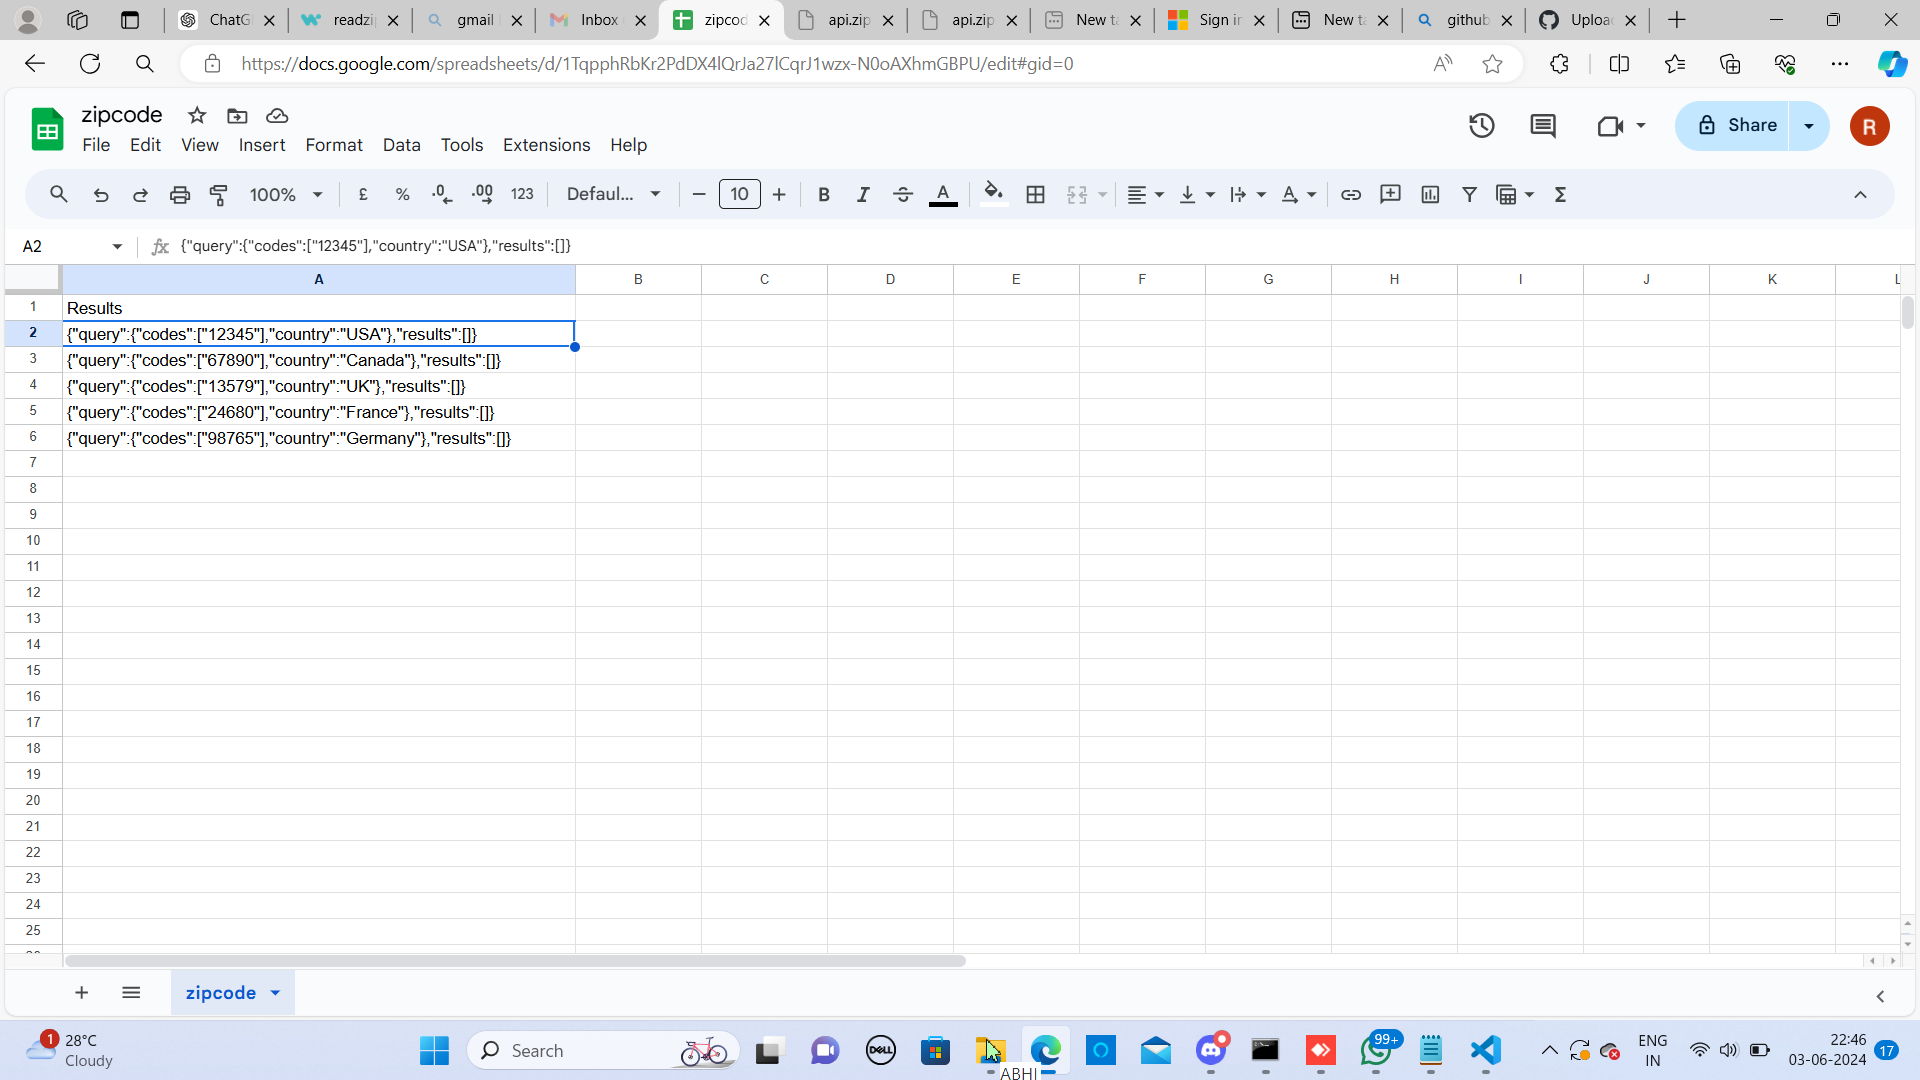 ChatG
readzi
gmail
Inbox
zipcod
api.zip
api.zip
New ta
Sign in
New ta
github
Uploa
https://docs.google.com/spreadsheets/d/1TqpphRbKr2PdDX4lQrJa27lCqrJ1wzx-N0oAXhmGBPU/edit#gid=0
zipcode
File Edit View Insert Format Data Tools Extensions Help
Share
R
100% £ % .0 .00 123 Defaul... 10 B I A Σ
A2
fx {"query":{"codes":["12345"],"country":"USA"},"results":[]}
A B C D E F G H I J K L
1 Results
2 {"query":{"codes":["12345"],"country":"USA"},"results":[]}
3 {"query":{"codes":["67890"],"country":"Canada"},"results":[]}
4 {"query":{"codes":["13579"],"country":"UK"},"results":[]}
5 {"query":{"codes":["24680"],"country":"France"},"results":[]}
6 {"query":{"codes":["98765"],"country":"Germany"},"results":[]}
7
8
9
10
11
12
13
14
15
16
17
18
19
20
21
22
23
24
25
zipcode
1
28°C
Cloudy
Search
DELL
ABHI
99+
ENG
IN
22:46
03-06-2024
17